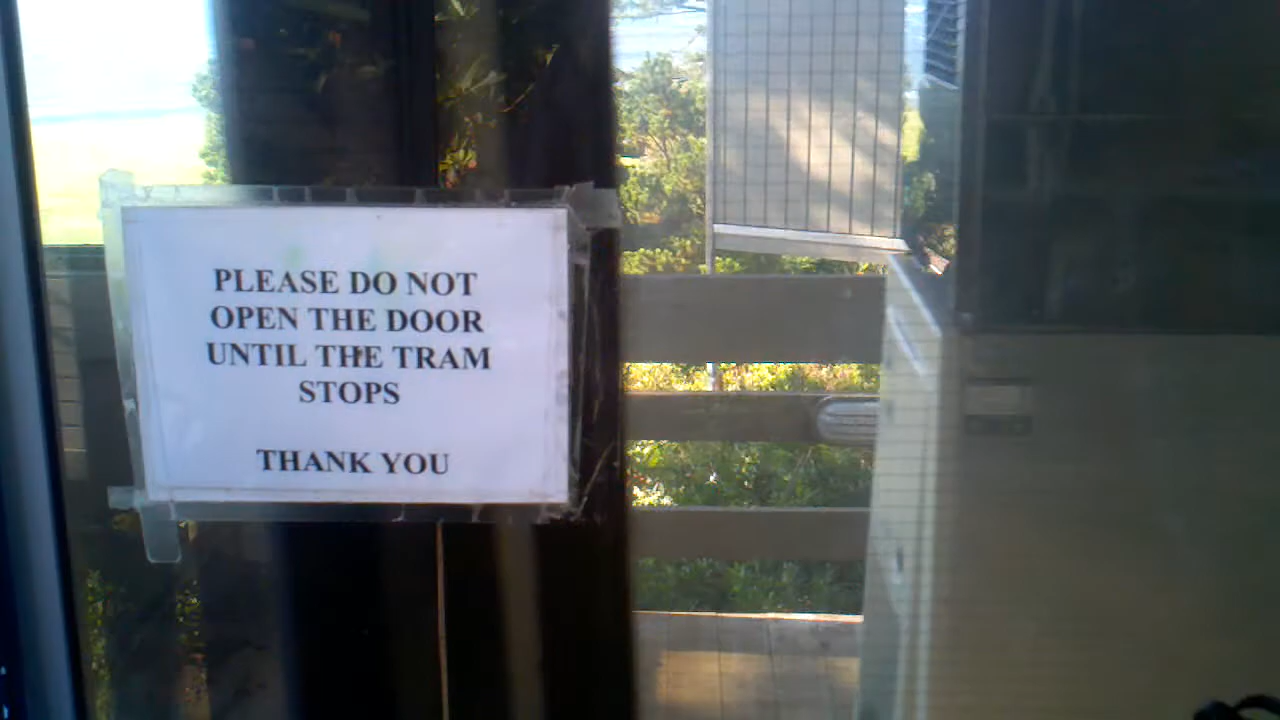 PLEASE DO NOT
OPEN THE DOOR
UNTIL THE TRAM
STOPS
THANK YOU